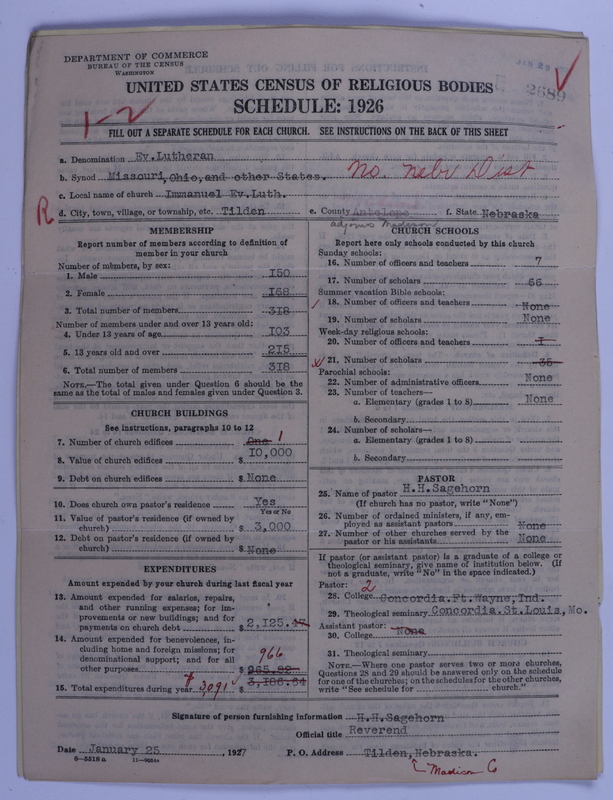 DEPARTMENT OF COMMERCE
BUREAU OF THE CENSUS
WASHINGTON
JAN 29
2689
UNITED STATES CENSUS OF RELIGIOUS BODIES
SCHEDULE: 1926
1-2
FILL OUT A SEPARATE SCHEDULE FOR EACH CHURCH. SEE INSTRUCTIONS ON THE BACK OF THIS SHEET
a. Denomination Ev.Lutheran
b. Synod Missouri,Ohio,and other States. No. Nebr Dist
c. Local name of church Immanuel Ev.Luth.
R d. City, town, village, or township, etc. Tilden e. County Antelope f. State Nebraska
adjoins Madison
MEMBERSHIP
Report number of members according to definition of
member in your church
Number of members, by sex:
1. Male 150
2. Female 168
3. Total number of members 318
Number of members under and over 13 years old:
4. Under 13 years of age 103
5. 13 years old and over 215
6. Total number of members 318
NOTE.—The total given under Question 6 should be the
same as the total of males and females given under Question 3.
CHURCH BUILDINGS
See instructions, paragraphs 10 to 12
7. Number of church edifices One 1
8. Value of church edifices $ 10,000
9. Debt on church edifices $ None
10. Does church own pastor's residence? Yes
Yes or No
11. Value of pastor's residence (if owned by
church) $ 3,000
12. Debt on pastor's residence (if owned by
church) $ None
EXPENDITURES
Amount expended by your church during last fiscal year
13. Amount expended for salaries, repairs,
and other running expenses; for im-
provements or new buildings; and for
payments on church debt $ 2,125.17
14. Amount expended for benevolences, in-
cluding home and foreign missions; for
denominational support; and for all
other purposes $ 965.82 966
15. Total expenditures during year $ 3,091 $
CHURCH SCHOOLS
Report here only schools conducted by this church
Sunday schools:
16. Number of officers and teachers 7
17. Number of scholars 66
Summer vacation Bible schools:
18. Number of officers and teachers None
19. Number of scholars None
Week-day religious schools:
20. Number of officers and teachers 1
21. Number of scholars 35
Parochial schools:
22. Number of administrative officers None
23. Number of teachers—
a. Elementary (grades 1 to 8) None
b. Secondary
24. Number of scholars—
a. Elementary (grades 1 to 8)
b. Secondary
PASTOR
25. Name of pastor H.H.Sagehorn
(If church has no pastor, write "None")
26. Number of ordained ministers, if any, em-
ployed as assistant pastors None
27. Number of other churches served by the
pastor or his assistants None
If pastor (or assistant pastor) is a graduate of a college or
theological seminary, give name of institution below. (If
not a graduate, write "No" in the space indicated.)
Pastor: 2
28. College Concordia.Ft.Wayne,Ind.
29. Theological seminary Concordia.St.Louis,Mo.
Assistant pastor:
30. College None
31. Theological seminary
NOTE.—Where one pastor serves two or more churches,
Questions 28 and 29 should be answered only on the schedule
for one of the churches; on the schedules for the other churches,
write "See schedule for church."
Signature of person furnishing information H.H.Sagehorn
Official title Reverend
Date January 25, 1927 P. O. Address Tilden,Nebraska.
6-5518 a
Madison Co